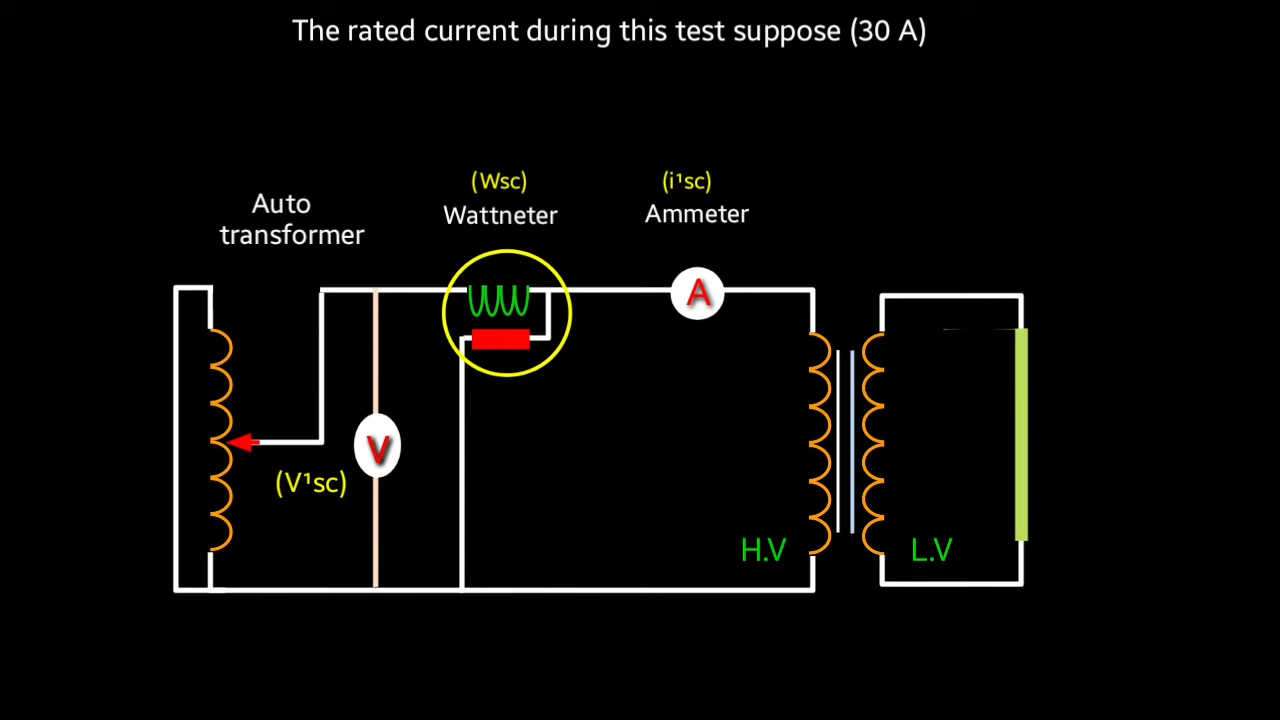 The rated current during this test suppose (30 A)
(Wsc)
(i¹sc)
Auto
transformer
Wattneter
Ammeter
A
V
(V¹sc)
H.V
L.V